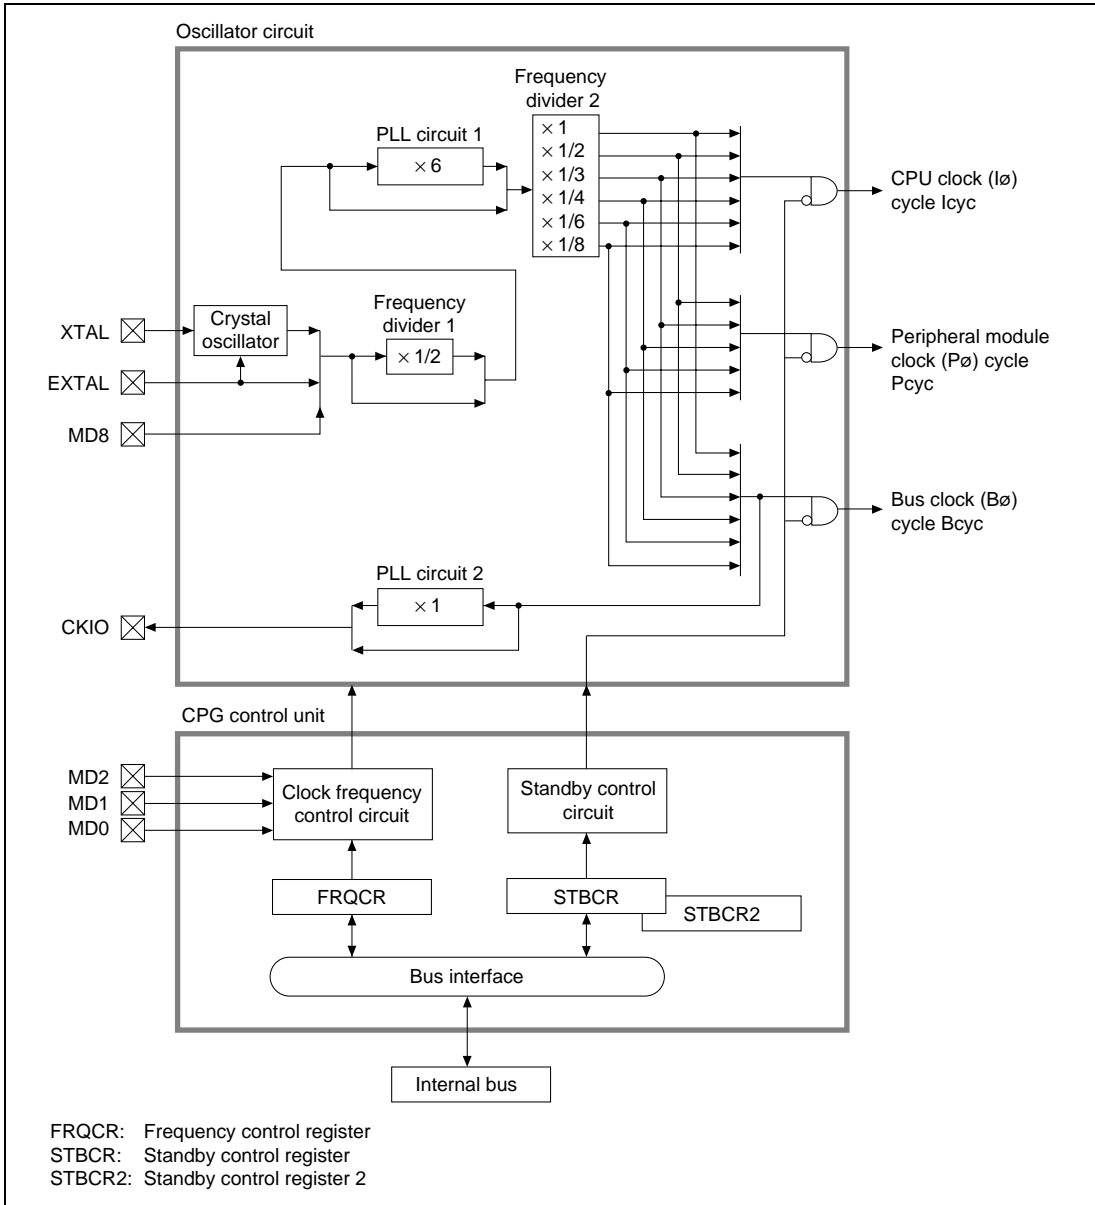 Oscillator circuit
Frequency
divider 2
PLL circuit 1
× 6
× 1
× 1/2
× 1/3
× 1/4
× 1/6
× 1/8
CPU clock (Iø)
cycle Icyc
XTAL
Crystal
oscillator
Frequency
divider 1
× 1/2
EXTAL
MD8
Peripheral module
clock (Pø) cycle
Pcyc
Bus clock (Bø)
cycle Bcyc
PLL circuit 2
× 1
CKIO
CPG control unit
MD2
MD1
MD0
Clock frequency
control circuit
Standby control
circuit
FRQCR
STBCR
STBCR2
Bus interface
Internal bus
FRQCR: Frequency control register
STBCR: Standby control register
STBCR2: Standby control register 2